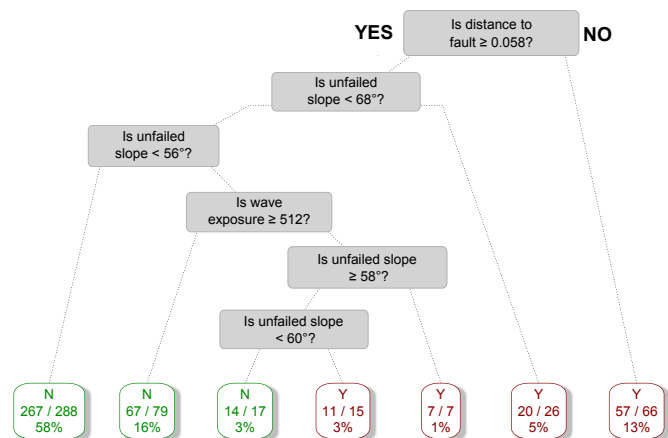 YES
Is distance to
fault ≥ 0.058?
NO
Is unfailed
slope < 68°?
Is unfailed
slope < 56°?
Is wave
exposure ≥ 512?
Is unfailed slope
≥ 58°?
Is unfailed slope
< 60°?
N
267 / 288
58%
N
67 / 79
16%
N
14 / 17
3%
Y
11 / 15
3%
Y
7 / 7
1%
Y
20 / 26
5%
Y
57 / 66
13%